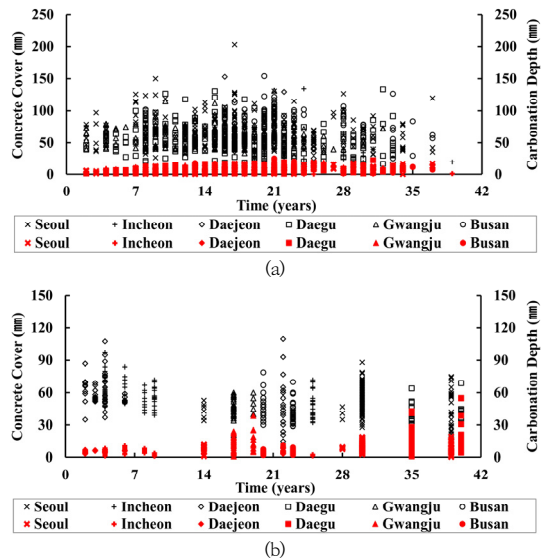 (a)
Concrete Cover (㎜)
Carbonation Depth (㎜)
250 250
200 200
150 150
100 100
50 50
0 0
0 7 14 21 28 35 42
Time (years)
× Seoul + Incheon ◇ Daejeon □ Daegu △ Gwangju ○ Busan
× Seoul + Incheon ◆ Daejeon ■ Daegu ▲ Gwangju ● Busan
(a)
Concrete Cover (㎜)
Carbonation Depth (㎜)
150 150
120 120
90 90
60 60
30 30
0 0
0 7 14 21 28 35 42
Time (years)
× Seoul + Incheon ◇ Daejeon □ Daegu △ Gwangju ○ Busan
× Seoul + Incheon ◆ Daejeon ■ Daegu ▲ Gwangju ● Busan
(b)